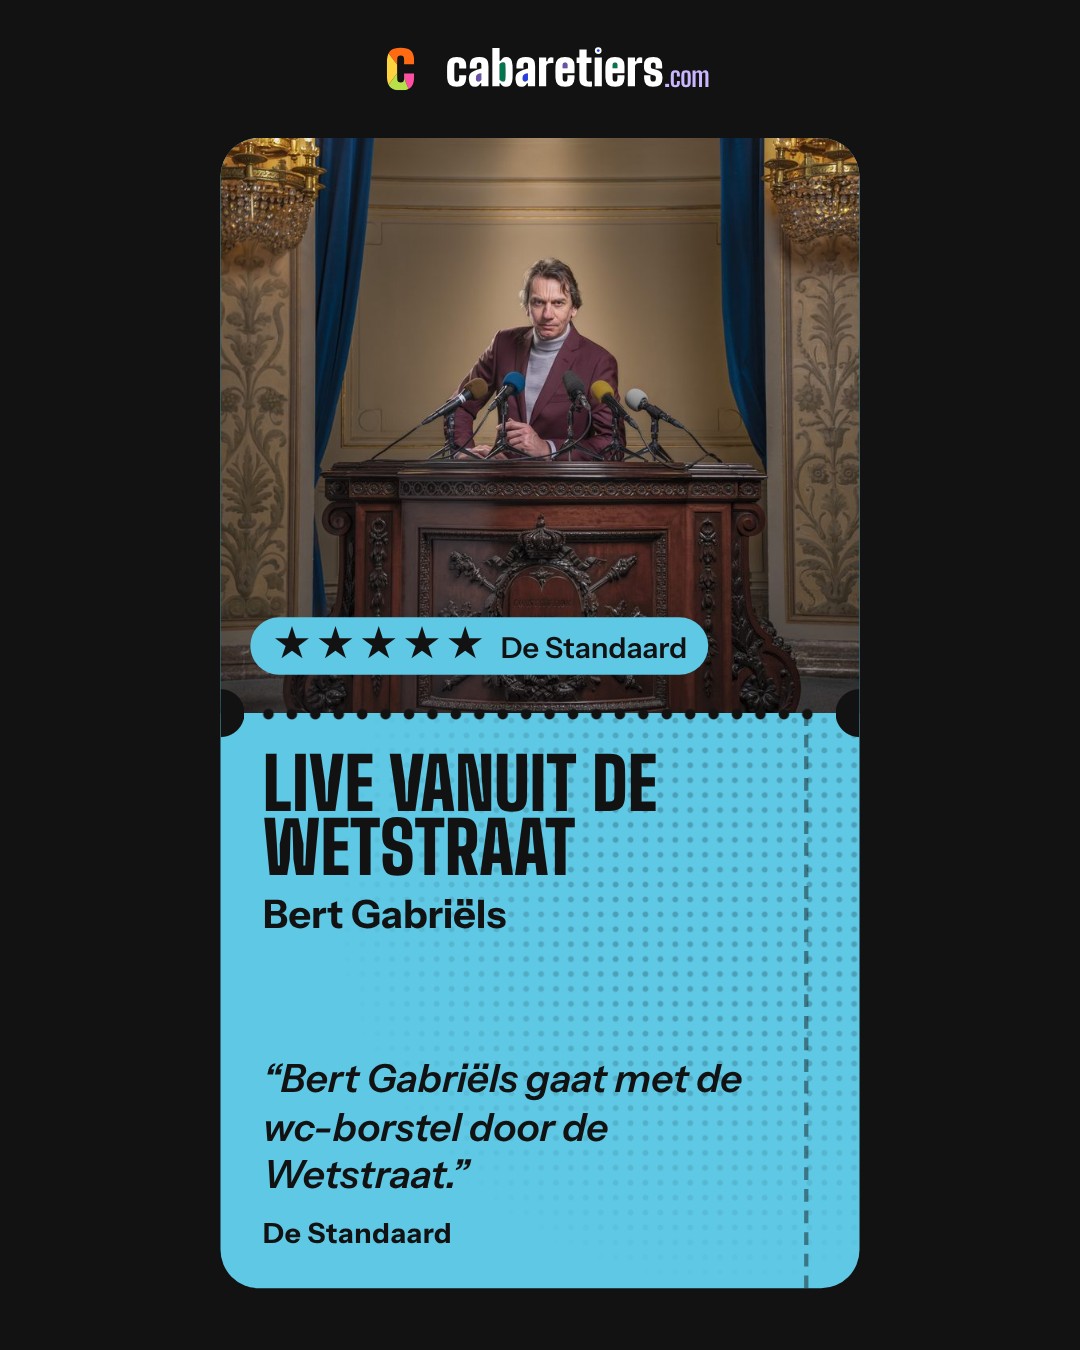 cabaretiers.com
★★★★★ De Standaard
LIVE VANUIT DE
WETSTRAAT
Bert Gabriëls
“Bert Gabriëls gaat met de
wc-borstel door de
Wetstraat.”
De Standaard